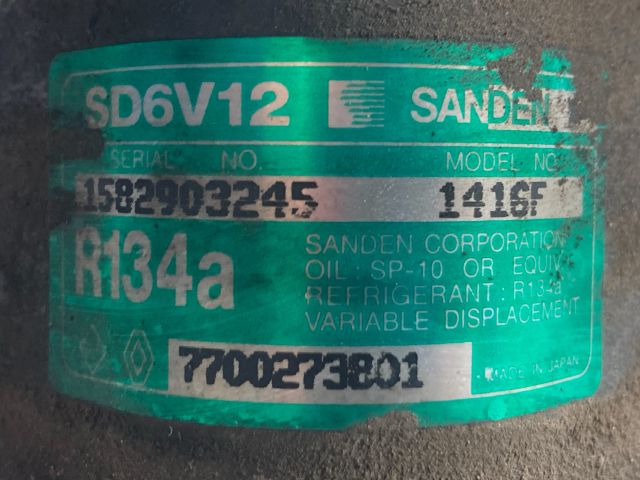 SD6V12 SANDEN
SERIAL NO. MODEL NO.
1582903245 1416F
R134a
SANDEN CORPORATION
OIL : SP-10 OR EQUIV.
REFRIGERANT : R134a
VARIABLE DISPLACEMENT
7700273801
MADE IN JAPAN